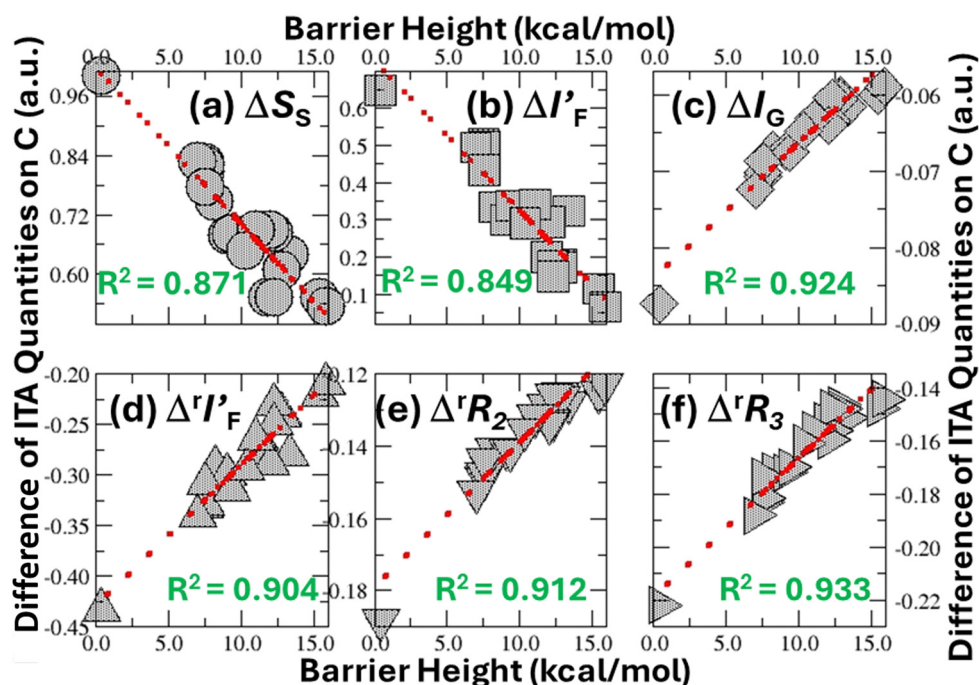 Barrier Height (kcal/mol)
0.0 5.0 10.0 15.0 0.0 5.0 10.0 15.0 0.0 5.0 10.0 15.0
Difference of ITA Quantities on C (a.u.)
0.96
0.84
0.72
0.60
(a) ΔS_S
R² = 0.871
0.6
0.5
0.4
0.3
0.2
0.1
(b) ΔI'_F
R² = 0.849
(c) ΔI_G
R² = 0.924
-0.06
-0.07
-0.08
-0.09
Difference of ITA Quantities on C (a.u.)
-0.20
-0.25
-0.30
-0.35
-0.40
-0.45
(d) ΔʳI'_F
R² = 0.904
-0.12
-0.14
-0.16
-0.18
(e) ΔʳR₂
R² = 0.912
(f) ΔʳR₃
R² = 0.933
-0.14
-0.16
-0.18
-0.20
-0.22
0.0 5.0 10.0 15.0 0.0 5.0 10.0 15.0 0.0 5.0 10.0 15.0
Barrier Height (kcal/mol)